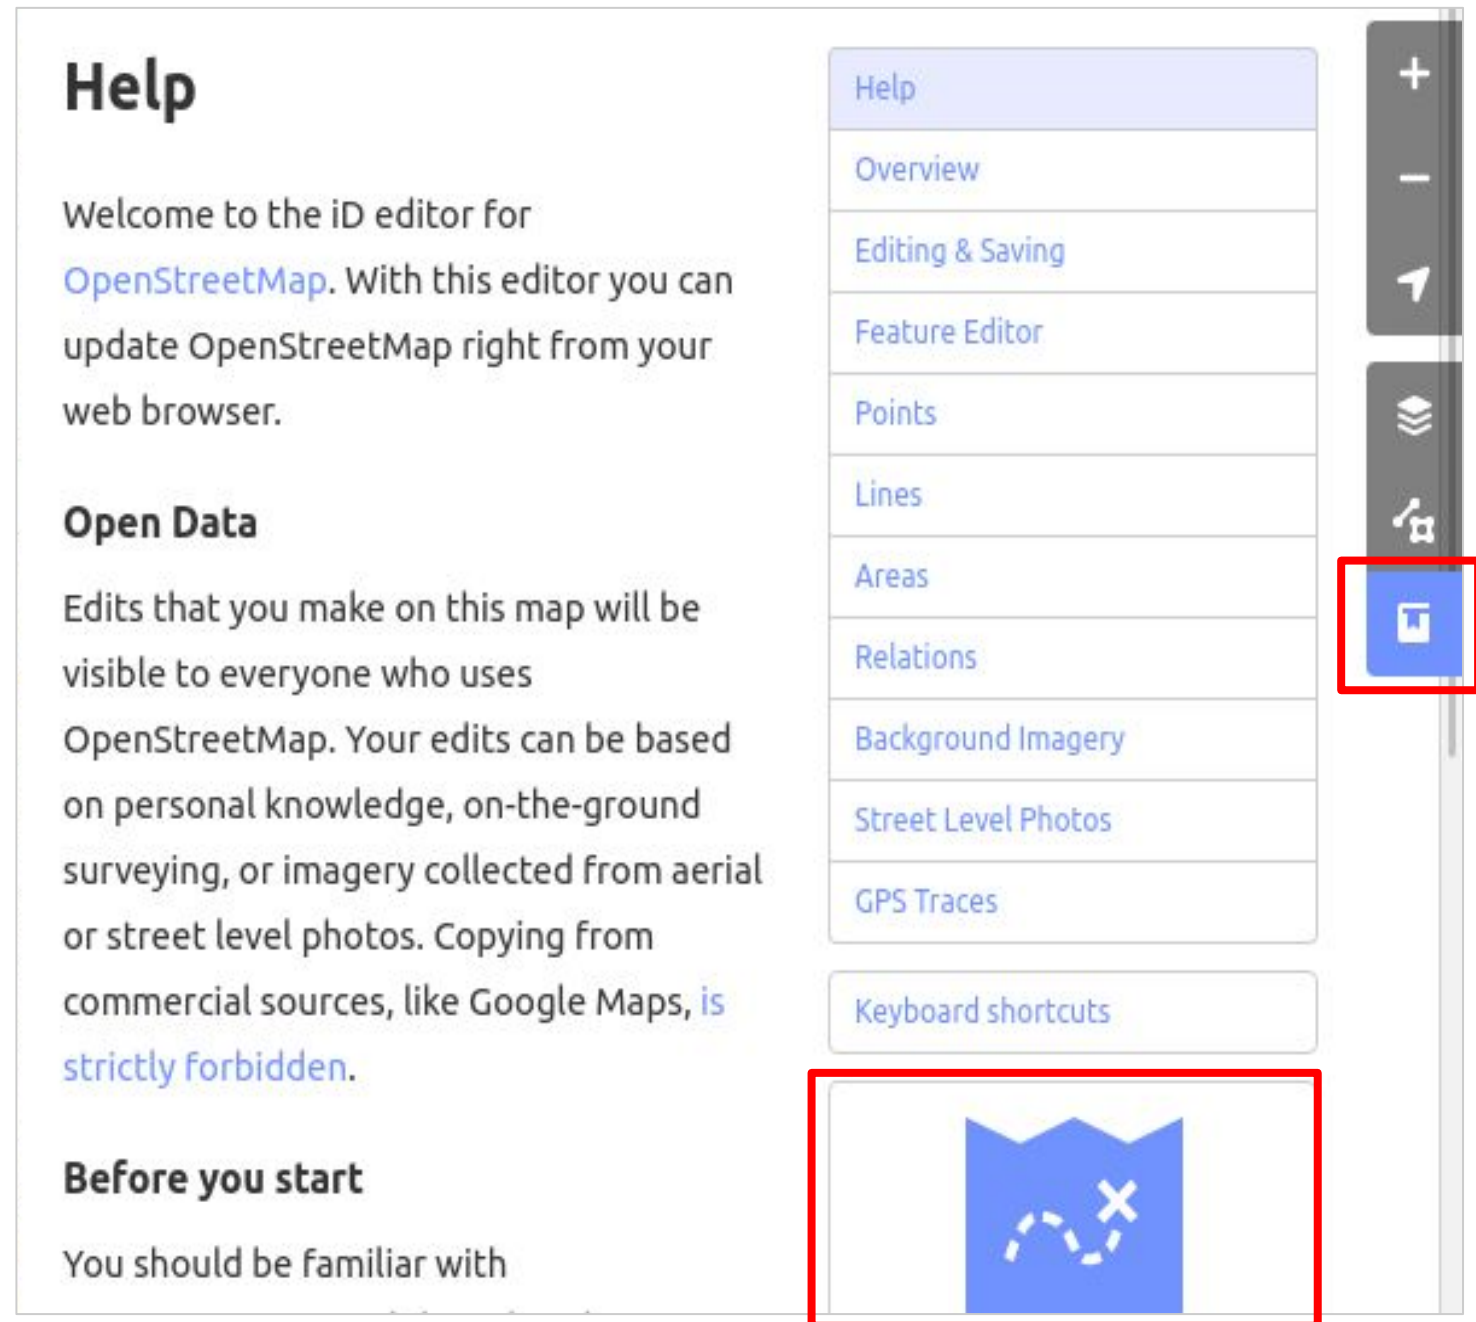 Help
Welcome to the iD editor for
OpenStreetMap. With this editor you can
update OpenStreetMap right from your
web browser.
Open Data
Edits that you make on this map will be
visible to everyone who uses
OpenStreetMap. Your edits can be based
on personal knowledge, on-the-ground
surveying, or imagery collected from aerial
or street level photos. Copying from
commercial sources, like Google Maps, is
strictly forbidden.
Before you start
You should be familiar with
Help
Overview
Editing & Saving
Feature Editor
Points
Lines
Areas
Relations
Background Imagery
Street Level Photos
GPS Traces
Keyboard shortcuts